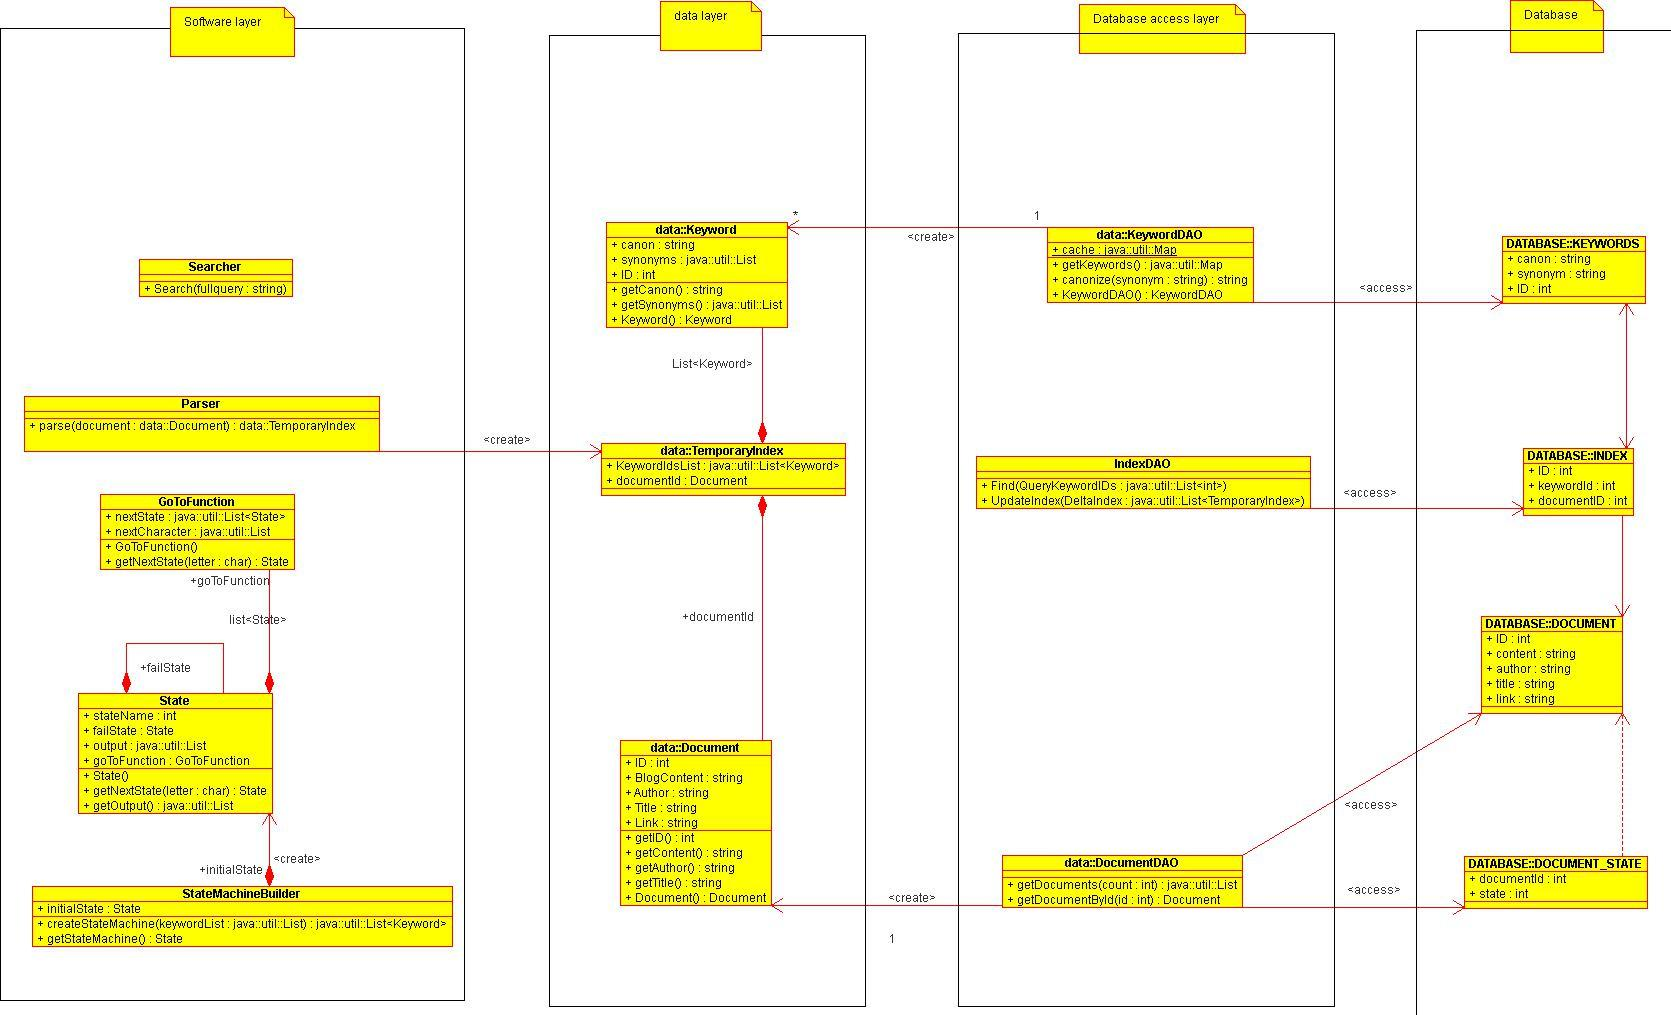 Software layer
data layer
Database access layer
Database
Searcher
+ Search(fullquery : string)
Parser
+ parse(document : data::Document) : data::TemporaryIndex
<create>
GoToFunction
+ nextState : java::util::List<State>
+ nextCharacter : java::util::List
+ GoToFunction()
+ getNextState(letter : char) : State
+goToFunction
list<State>
+failState
State
+ stateName : int
+ failState : State
+ output : java::util::List
+ goToFunction : GoToFunction
+ State()
+ getNextState(letter : char) : State
+ getOutput() : java::util::List
<create>
+initialState
StateMachineBuilder
+ initialState : State
+ createStateMachine(keywordList : java::util::List) : java::util::List<Keyword>
+ getStateMachine() : State
data::Keyword
+ canon : string
+ synonyms : java::util::List
+ ID : int
+ getCanon() : string
+ getSynonyms() : java::util::List
+ Keyword() : Keyword
List<Keyword>
data::TemporaryIndex
+ KeywordIdsList : java::util::List<Keyword>
+ documentId : Document
+documentId
data::Document
+ ID : int
+ BlogContent : string
+ Author : string
+ Title : string
+ Link : string
+ getID() : int
+ getContent() : string
+ getAuthor() : string
+ getTitle() : string
+ Document() : Document
*
1
<create>
data::KeywordDAO
+ cache : java::util::Map
+ getKeywords() : java::util::Map
+ canonize(synonym : string) : string
+ KeywordDAO() : KeywordDAO
<access>
IndexDAO
+ Find(QueryKeywordIDs : java::util::List<int>)
+ UpdateIndex(DeltaIndex : java::util::List<TemporaryIndex>)
<access>
data::DocumentDAO
+ getDocuments(count : int) : java::util::List
+ getDocumentById(id : int) : Document
<create>
1
<access>
<access>
DATABASE::KEYWORDS
+ canon : string
+ synonym : string
+ ID : int
DATABASE::INDEX
+ ID : int
+ keywordId : int
+ documentID : int
DATABASE::DOCUMENT
+ ID : int
+ content : string
+ author : string
+ title : string
+ link : string
DATABASE::DOCUMENT_STATE
+ documentId : int
+ state : int